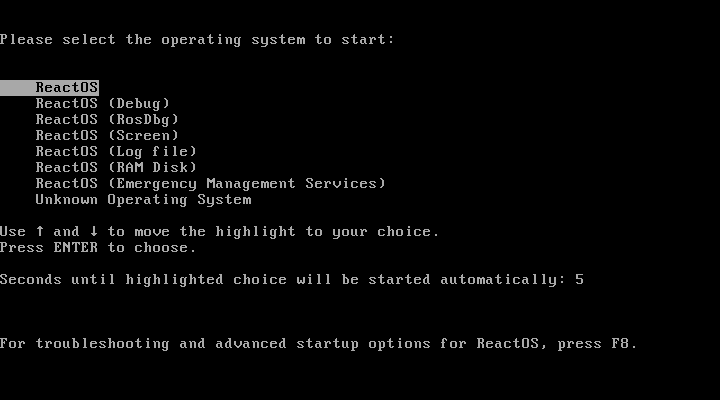 Please select the operating system to start:
ReactOS
ReactOS (Debug)
ReactOS (RosDbg)
ReactOS (Screen)
ReactOS (Log file)
ReactOS (RAM Disk)
ReactOS (Emergency Management Services)
Unknown Operating System
Use ↑ and ↓ to move the highlight to your choice.
Press ENTER to choose.
Seconds until highlighted choice will be started automatically: 5
For troubleshooting and advanced startup options for ReactOS, press F8.